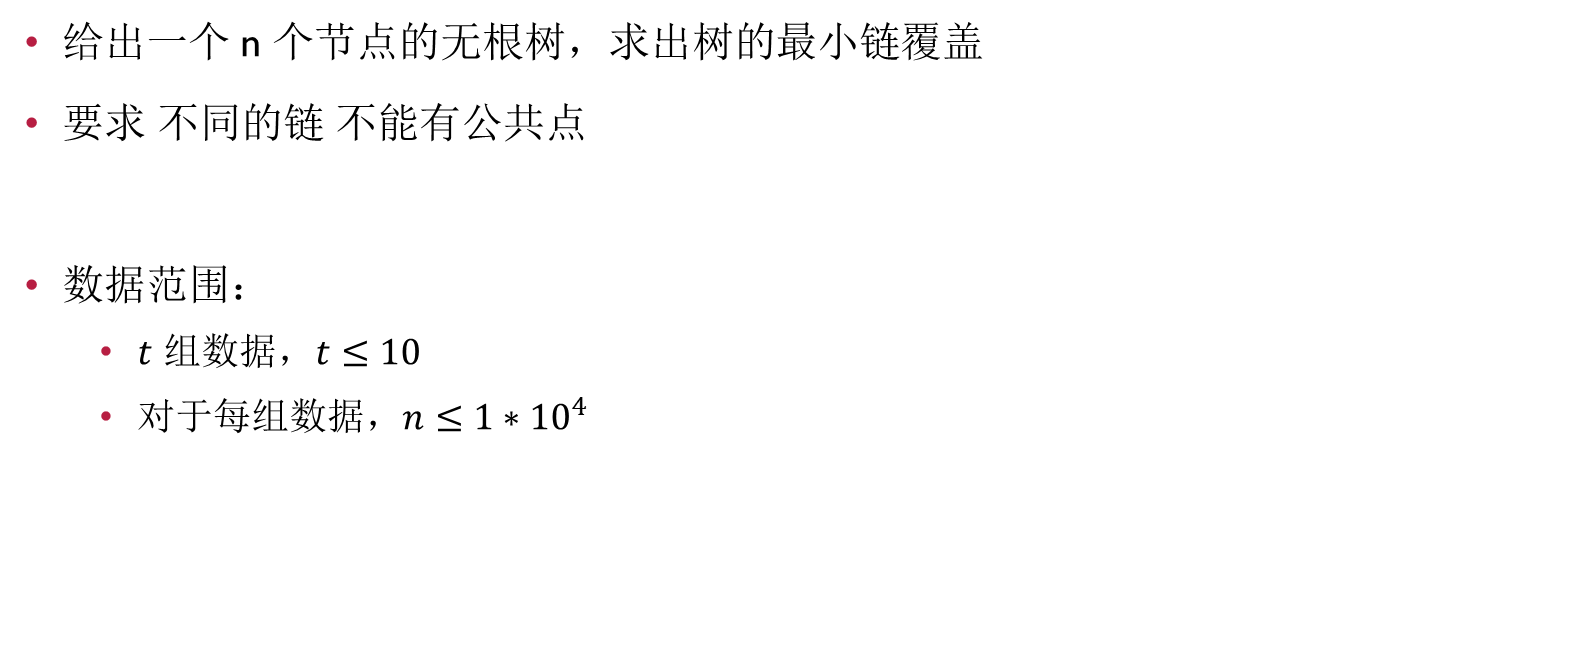 • 给出一个 n 个节点的无根树，求出树的最小链覆盖
• 要求 不同的链 不能有公共点
• 数据范围：
• t 组数据，t ≤ 10
• 对于每组数据，n ≤ 1 ∗ 10⁴